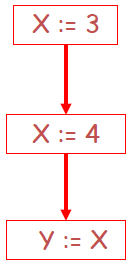 X := 3
X := 4
Y := X